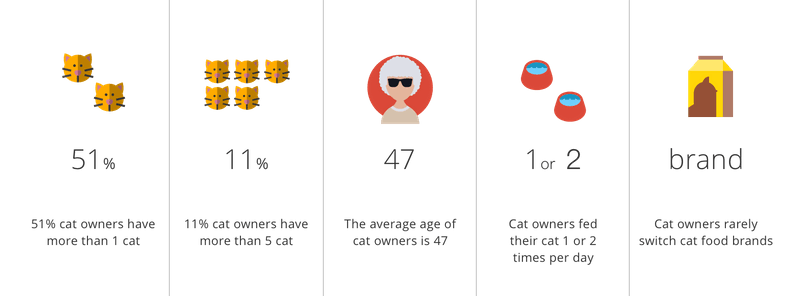 51%
51% cat owners have
more than 1 cat
11%
11% cat owners have
more than 5 cat
47
The average age of
cat owners is 47
1 or 2
Cat owners fed
their cat 1 or 2
times per day
brand
Cat owners rarely
switch cat food brands